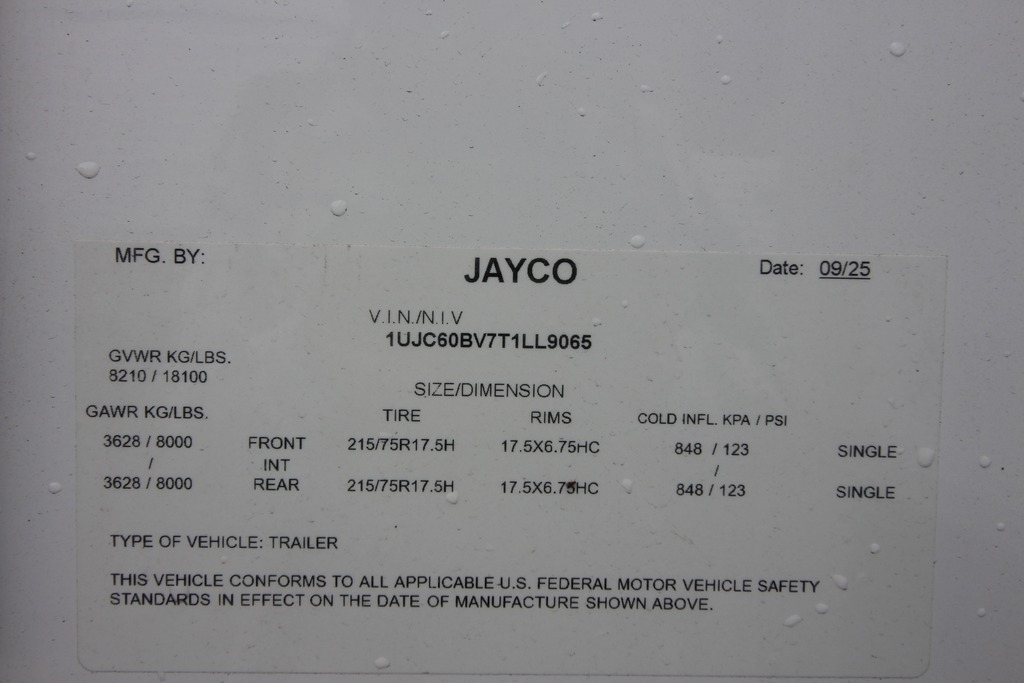 MFG. BY: JAYCO Date: 09/25
V.I.N./N.I.V
1UJC60BV7T1LL9065
GVWR KG/LBS.
8210 / 18100
SIZE/DIMENSION
GAWR KG/LBS. TIRE RIMS COLD INFL. KPA / PSI
3628 / 8000 FRONT 215/75R17.5H 17.5X6.75HC 848 / 123 SINGLE
/ INT /
3628 / 8000 REAR 215/75R17.5H 17.5X6.75HC 848 / 123 SINGLE
TYPE OF VEHICLE: TRAILER
THIS VEHICLE CONFORMS TO ALL APPLICABLE U.S. FEDERAL MOTOR VEHICLE SAFETY
STANDARDS IN EFFECT ON THE DATE OF MANUFACTURE SHOWN ABOVE.